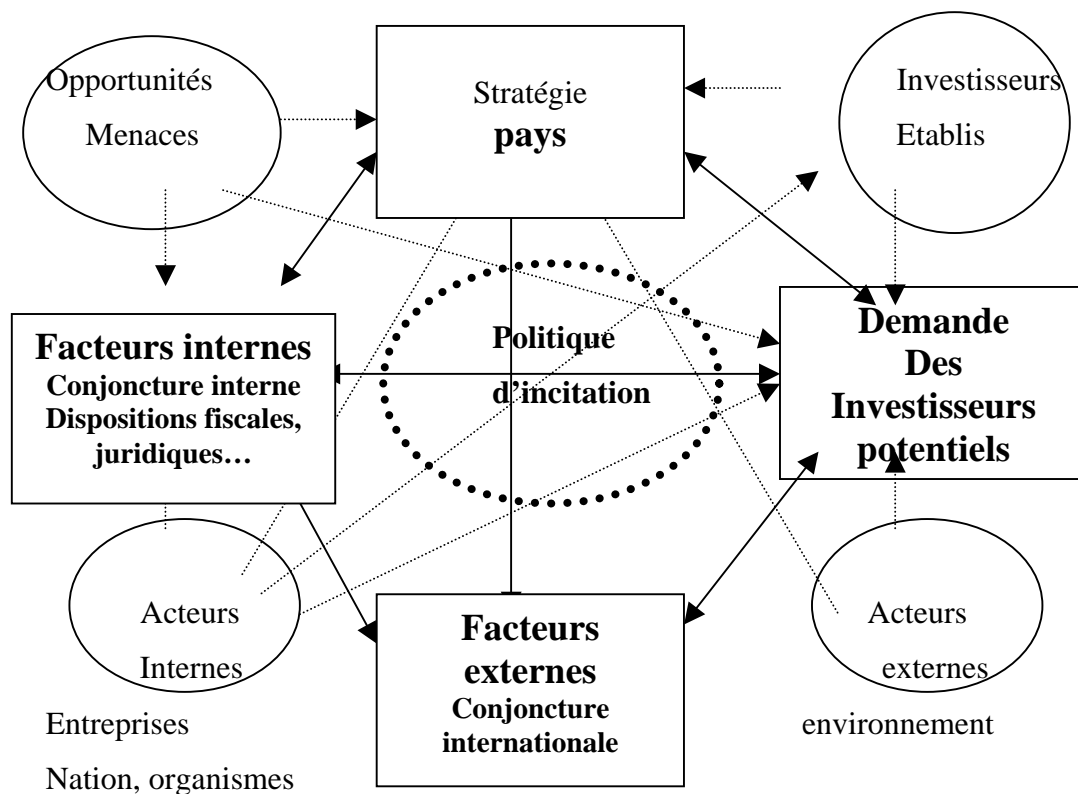 Opportunités
Menaces
Stratégie
pays
Investisseurs
Etablis
Facteurs internes
Conjoncture interne
Dispositions fiscales,
juridiques…
Politique
d’incitation
Demande
Des
Investisseurs
potentiels
Acteurs
Internes
Entreprises
Nation, organismes
Facteurs
externes
Conjoncture
internationale
Acteurs
externes
environnement